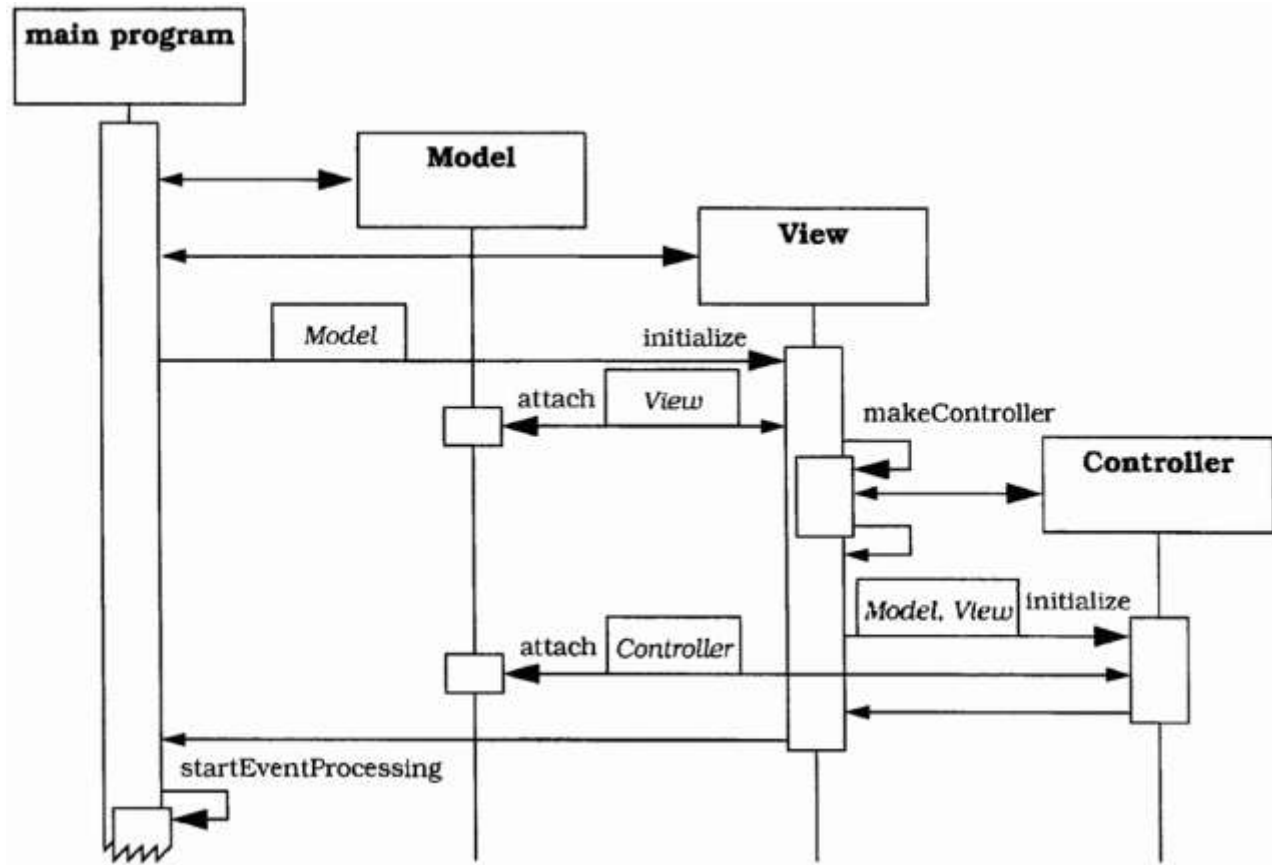 main program
Model
View
Model
initialize
attach
View
makeController
Controller
Model, View
initialize
attach
Controller
startEventProcessing